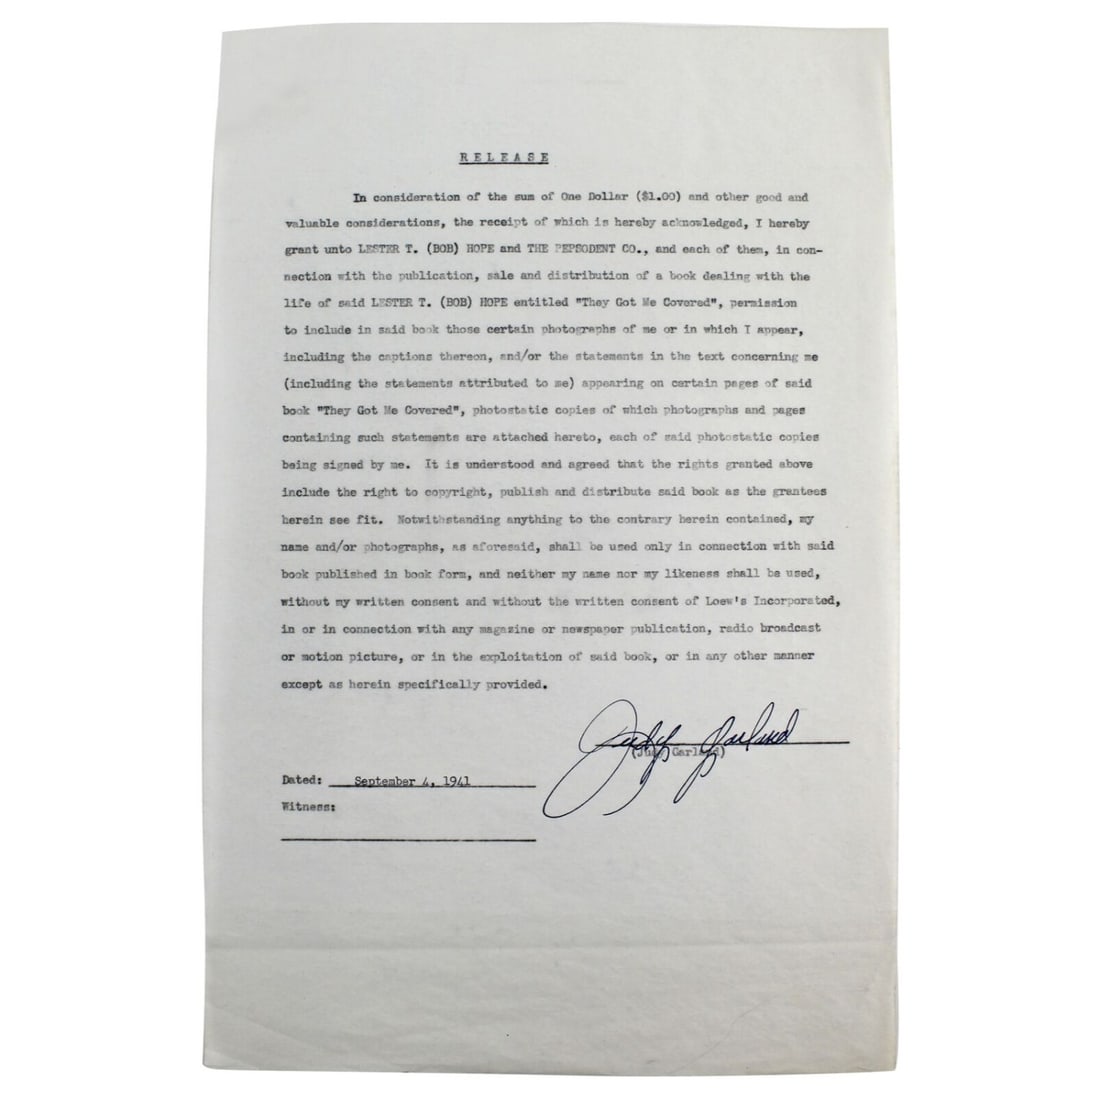 RELEASE
In consideration of the sum of One Dollar ($1.00) and other good and
valuable considerations, the receipt of which is hereby acknowledged, I hereby
grant unto LESTER T. (BOB) HOPE and THE PEPSODENT CO., and each of them, in con-
nection with the publication, sale and distribution of a book dealing with the
life of said LESTER T. (BOB) HOPE entitled "They Got Me Covered", permission
to include in said book those certain photographs of me or in which I appear,
including the captions thereon, and/or the statements in the text concerning me
(including the statements attributed to me) appearing on certain pages of said
book "They Got Me Covered", photostatic copies of which photographs and pages
containing such statements are attached hereto, each of said photostatic copies
being signed by me. It is understood and agreed that the rights granted above
include the right to copyright, publish and distribute said book as the grantees
herein see fit. Notwithstanding anything to the contrary herein contained, my
name and/or photographs, as aforesaid, shall be used only in connection with said
book published in book form, and neither my name nor my likeness shall be used,
without my written consent and without the written consent of Loew's Incorporated,
in or in connection with any magazine or newspaper publication, radio broadcast
or motion picture, or in the exploitation of said book, or in any other manner
except as herein specifically provided.
Judy Garland
(Judy Garland)
Dated: September 4, 1941
Witness: